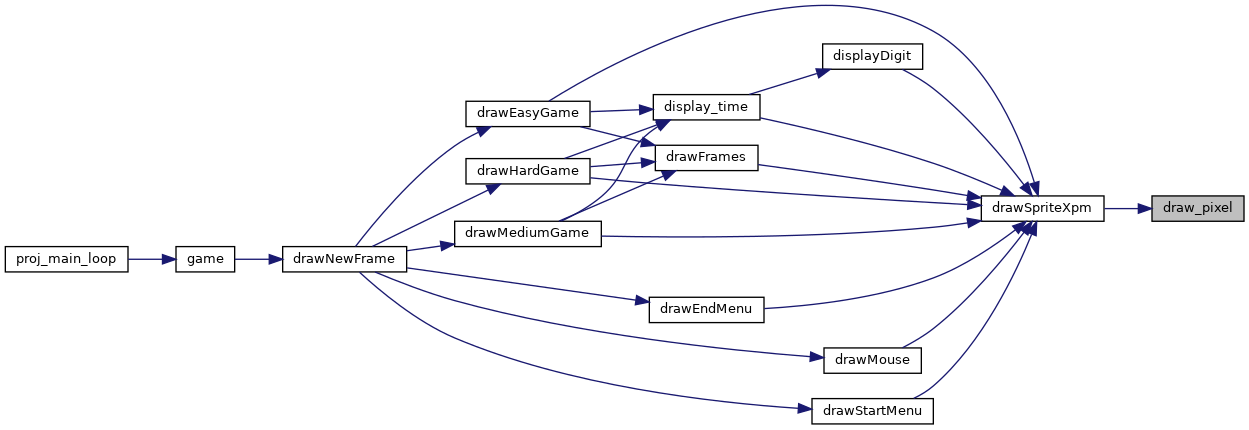 displayDigit
drawEasyGame
display_time
drawFrames
drawHardGame
drawSpriteXpm
draw_pixel
drawMediumGame
proj_main_loop
game
drawNewFrame
drawEndMenu
drawMouse
drawStartMenu